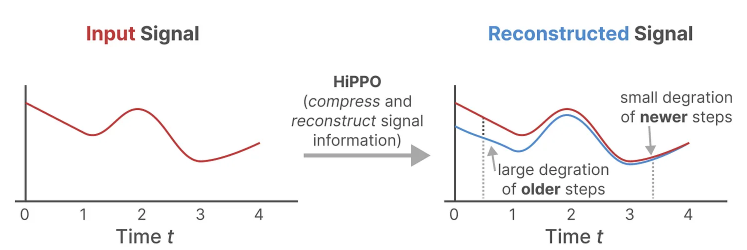 Input Signal
0 1 2 3 4
Time t
HiPPO
(compress and
reconstruct signal
information)
Reconstructed Signal
small degration
of newer steps
large degration
of older steps
0 1 2 3 4
Time t